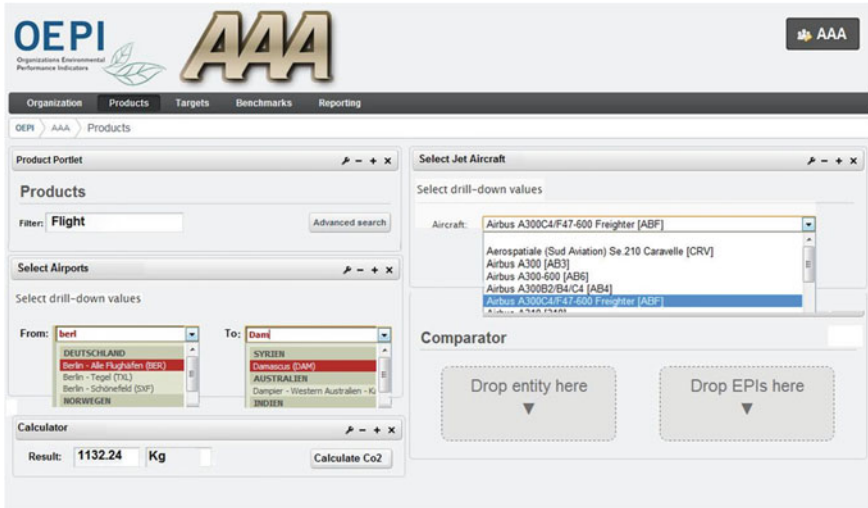 OEPI
Organizations Environmental
Performance Indicators
AAA
AAA
Organization Products Targets Benchmarks Reporting
OEPI AAA Products
Product Portlet
Products
Filter: Flight
Advanced search
Select Airports
Select drill-down values
From: berl
DEUTSCHLAND
Berlin - Alle Flughäfen (BER)
Berlin - Tegel (TXL)
Berlin - Schönefeld (SXF)
NORWEGEN
To: Dam
SYRIEN
Damascus (DAM)
AUSTRALIEN
Dampier - Western Australien - Ka
INDIEN
Calculator
Result: 1132.24 Kg
Calculate Co2
Select Jet Aircraft
Select drill-down values
Aircraft: Airbus A300C4/F47-600 Freighter [ABF]
Aerospatiale (Sud Aviation) Se.210 Caravelle [CRV]
Airbus A300 [AB3]
Airbus A300-600 [AB6]
Airbus A300B2/B4/C4 [AB4]
Airbus A300C4/F47-600 Freighter [ABF]
Comparator
Drop entity here
Drop EPIs here